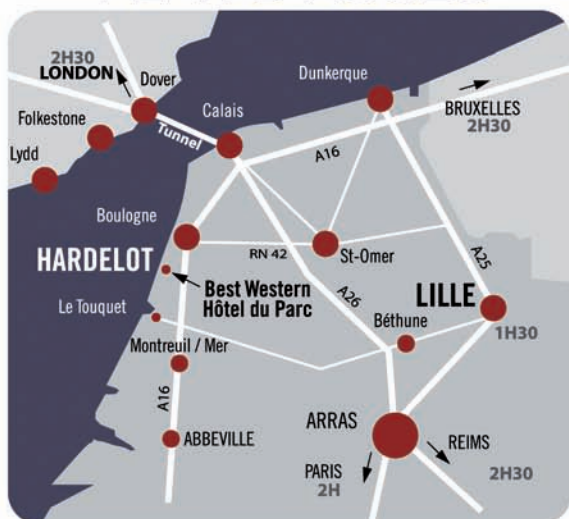 2H30
LONDON
Dover
Dunkerque
Folkestone
Calais
BRUXELLES
2H30
Tunnel
Lydd
A16
Boulogne
RN 42
St-Omer
A25
HARDELOT
Best Western
Hôtel du Parc
A26
LILLE
Le Touquet
Béthune
1H30
Montreuil / Mer
A16
ARRAS
ABBEVILLE
REIMS
PARIS
2H30
2H